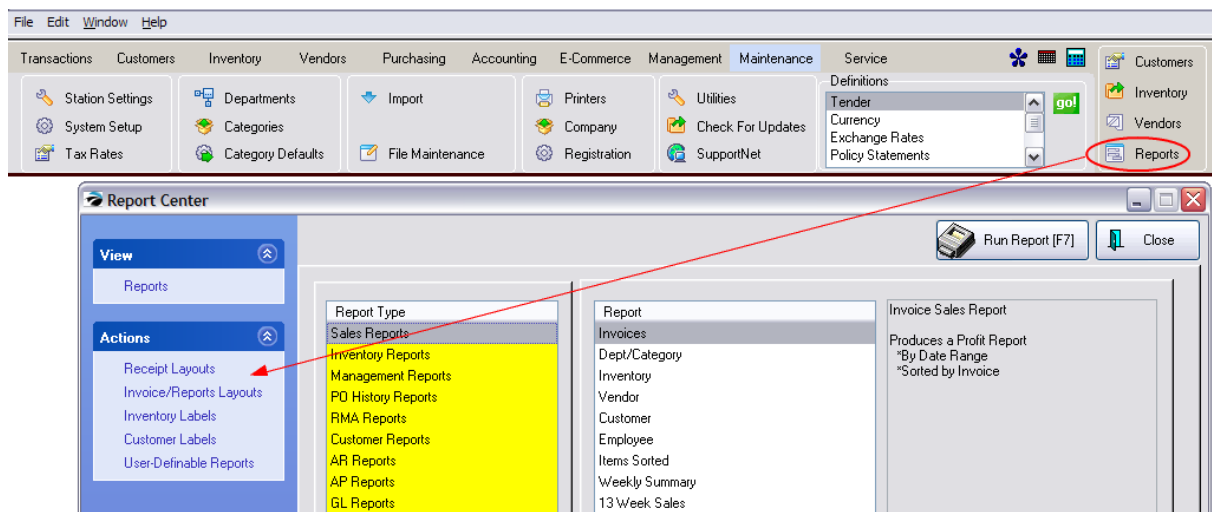 File Edit Window Help
Transactions Customers Inventory Vendors Purchasing Accounting E-Commerce Management Maintenance Service
Customers
Inventory
Vendors
Reports
Station Settings
System Setup
Tax Rates
Departments
Categories
Category Defaults
Import
File Maintenance
Printers
Company
Registration
Utilities
Check For Updates
SupportNet
Definitions
Tender
Currency
Exchange Rates
Policy Statements
go!
Report Center
Run Report [F7]
Close
View
Reports
Actions
Receipt Layouts
Invoice/Reports Layouts
Inventory Labels
Customer Labels
User-Definable Reports
Report Type
Sales Reports
Inventory Reports
Management Reports
PO History Reports
RMA Reports
Customer Reports
AR Reports
AP Reports
GL Reports
Report
Invoices
Dept/Category
Inventory
Vendor
Customer
Employee
Items Sorted
Weekly Summary
13 Week Sales
Invoice Sales Report
Produces a Profit Report
*By Date Range
*Sorted by Invoice